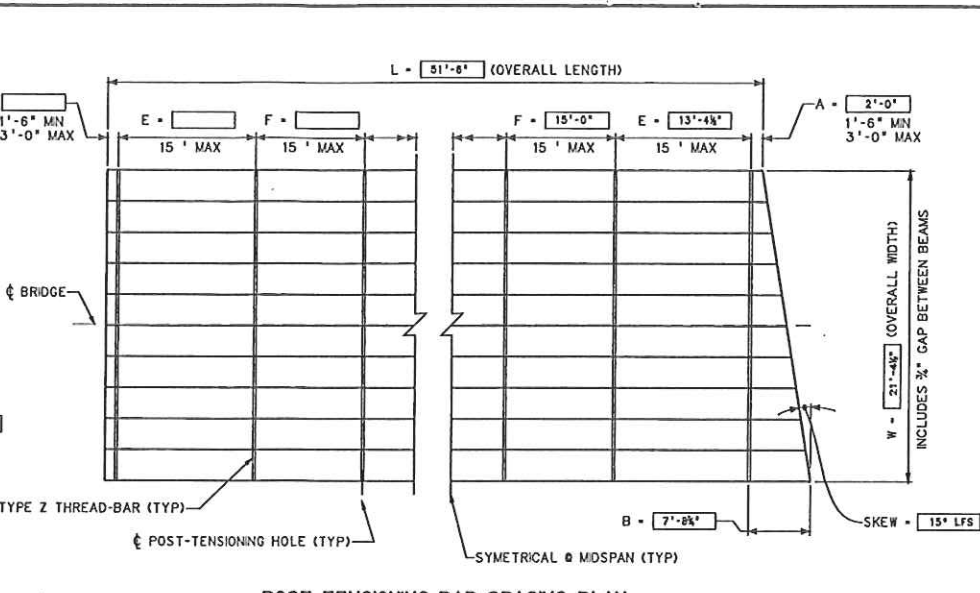 L = 51'-6" (OVERALL LENGTH)
1'-6" MIN
3'-0" MAX
E =
15 ' MAX
F =
15 ' MAX
F = 15'-0"
15 ' MAX
E = 13'-4½"
15 ' MAX
A = 2'-0"
1'-6" MIN
3'-0" MAX
℄ BRIDGE
W = 21'-4½" (OVERALL WIDTH)
INCLUDES ¾" GAP BETWEEN BEAMS
TYPE 2 THREAD-BAR (TYP)
℄ POST-TENSIONING HOLE (TYP)
B = 7'-8¾"
SKEW = 15° LFS
SYMETRICAL @ MIDSPAN (TYP)